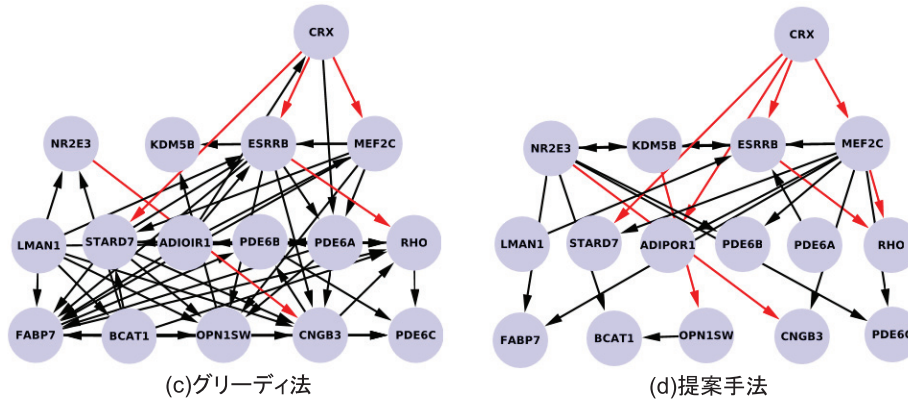 CRX
NR2E3
KDM5B
ESRRB
MEF2C
LMAN1
STARD7
ADIOIR1
PDE6B
PDE6A
RHO
FABP7
BCAT1
OPN1SW
CNGB3
PDE6C
(c)グリーディ法
CRX
NR2E3
KDM5B
ESRRB
MEF2C
LMAN1
STARD7
ADIPOR1
PDE6B
PDE6A
RHO
FABP7
BCAT1
OPN1SW
CNGB3
PDE6C
(d)提案手法